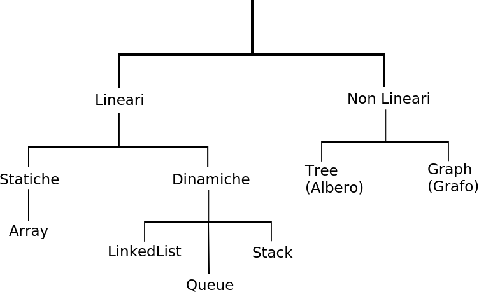 Lineari
Non Lineari
Statiche
Dinamiche
Tree
(Albero)
Graph
(Grafo)
Array
LinkedList
Stack
Queue